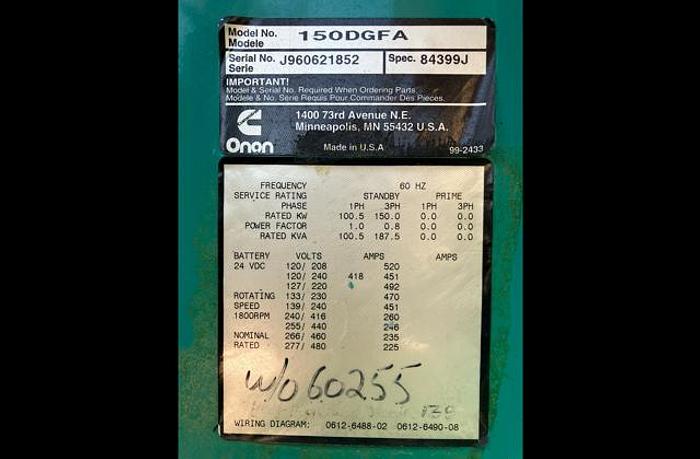 Model No. 150DGFA
Modele
Serial No. J960621852 Spec. 84399J
Serie
IMPORTANT!
Model & Serial No. Required When Ordering Parts.
Modele & No. Serie Requis Pour Commander Des Pieces.
1400 73rd Avenue N.E.
Minneapolis, MN 55432 U.S.A.
Onan Made in U.S.A 99-2433
FREQUENCY 60 HZ
SERVICE RATING STANDBY PRIME
PHASE 1PH 3PH 1PH 3PH
RATED KW 100.5 150.0 0.0 0.0
POWER FACTOR 1.0 0.8 0.0 0.0
RATED KVA 100.5 187.5 0.0 0.0
BATTERY VOLTS AMPS AMPS
24 VDC 120/ 208 520
120/ 240 418 451
127/ 220 492
ROTATING 133/ 230 470
SPEED 139/ 240 451
1800RPM 240/ 416 260
255/ 440 246
NOMINAL 266/ 460 235
RATED 277/ 480 225
W/O 60255
139
WIRING DIAGRAM: 0612-6488-02 0612-6490-08